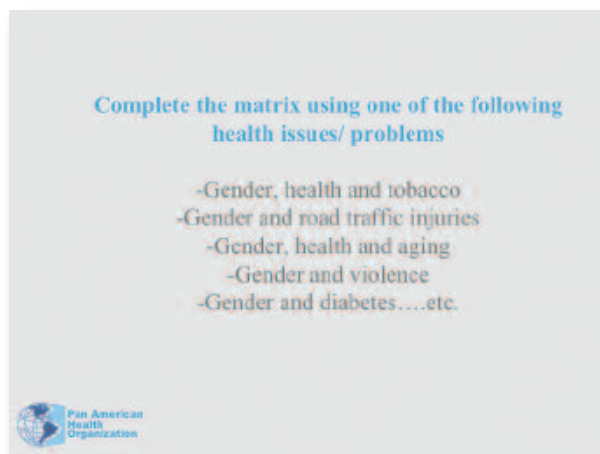 Complete the matrix using one of the following
health issues/ problems
-Gender, health and tobacco
-Gender and road traffic injuries
-Gender, health and aging
-Gender and violence
-Gender and diabetes….etc.
Pan American
Health
Organization